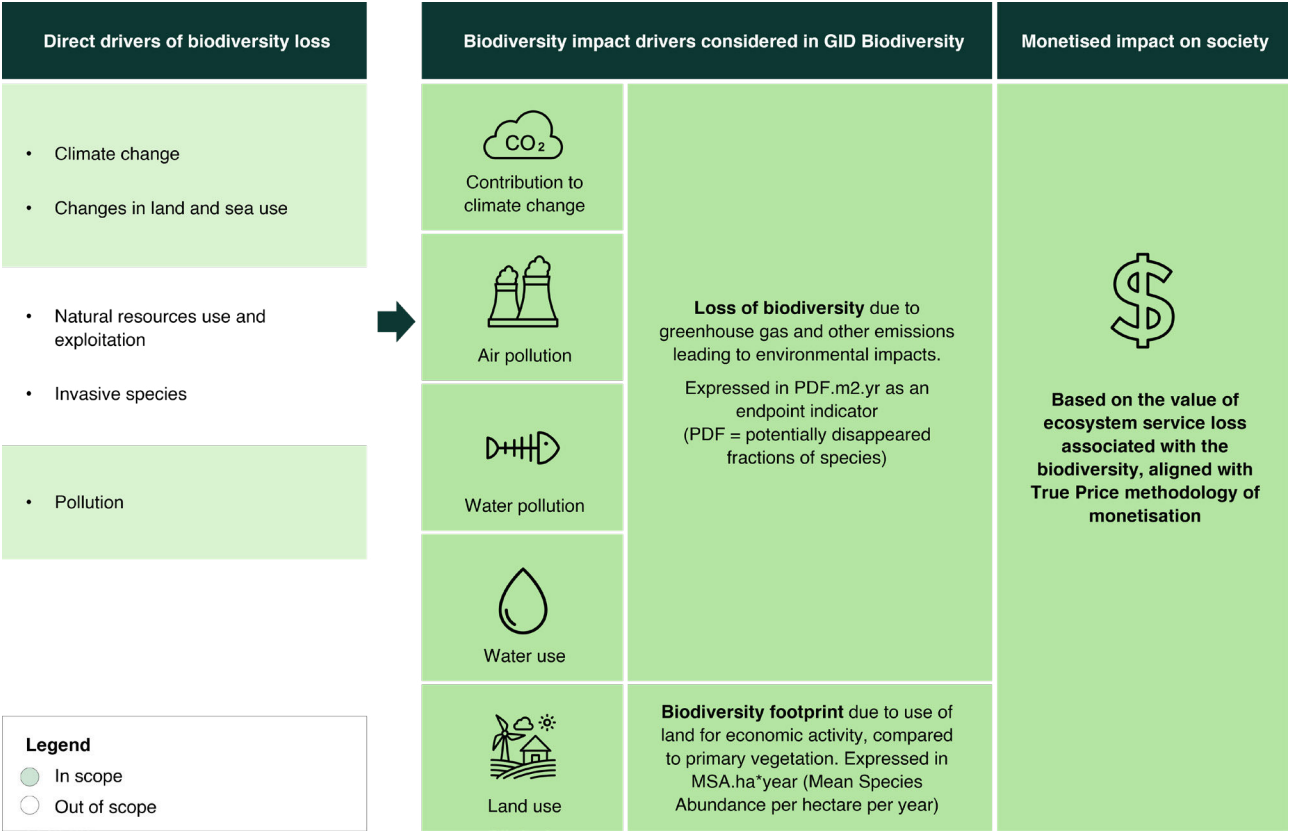 Direct drivers of biodiversity loss
• Climate change
• Changes in land and sea use
• Natural resources use and
exploitation
• Invasive species
• Pollution
Legend
In scope
Out of scope
Biodiversity impact drivers considered in GID Biodiversity
CO₂
Contribution to
climate change
Air pollution
Water pollution
Water use
Land use
Loss of biodiversity due to
greenhouse gas and other emissions
leading to environmental impacts.
Expressed in PDF.m2.yr as an
endpoint indicator
(PDF = potentially disappeared
fractions of species)
Biodiversity footprint due to use of
land for economic activity, compared
to primary vegetation. Expressed in
MSA.ha*year (Mean Species
Abundance per hectare per year)
Monetised impact on society
$
Based on the value of
ecosystem service loss
associated with the
biodiversity, aligned with
True Price methodology of
monetisation